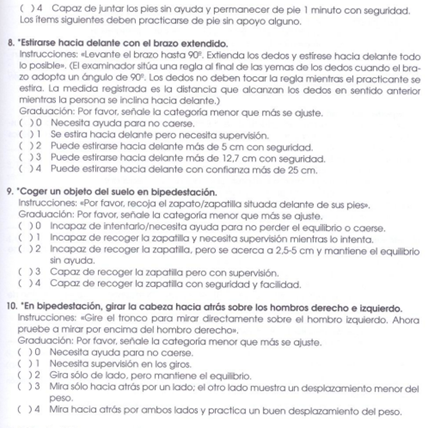 ( ) 4 Capaz de juntar los pies sin ayuda y permanecer de pie 1 minuto con seguridad.
Los ítems siguientes deben practicarse de pie sin apoyo alguno.
8. *Estirarse hacia delante con el brazo extendido.
Instrucciones: «Levante el brazo hasta 90º. Extienda los dedos y estírese hacia delante todo
lo posible». (El examinador sitúa una regla al final de las yemas de los dedos cuando el bra-
zo adopta un ángulo de 90º. Los dedos no deben tocar la regla mientras el practicante se
estira. La medida registrada es la distancia que alcanzan los dedos en sentido anterior
mientras la persona se inclina hacia delante.)
Graduación: Por favor, señale la categoría menor que más se ajuste.
( ) 0 Necesita ayuda para no caerse.
( ) 1 Se estira hacia delante pero necesita supervisión.
( ) 2 Puede estirarse hacia delante más de 5 cm con seguridad.
( ) 3 Puede estirarse hacia delante más de 12,7 cm con seguridad.
( ) 4 Puede estirarse hacia delante con confianza más de 25 cm.
9. *Coger un objeto del suelo en bipedestación.
Instrucciones: «Por favor, recoja el zapato/zapatilla situada delante de sus pies».
Graduación: Por favor, señale la categoría menor que más se ajuste.
( ) 0 Incapaz de intentarlo/necesita ayuda para no perder el equilibrio o caerse.
( ) 1 Incapaz de recoger la zapatilla y necesita supervisión mientras lo intenta.
( ) 2 Incapaz de recoger la zapatilla, pero se acerca a 2,5-5 cm y mantiene el equilibrio
sin ayuda.
( ) 3 Capaz de recoger la zapatilla pero con supervisión.
( ) 4 Capaz de recoger la zapatilla con seguridad y facilidad.
10. *En bipedestación, girar la cabeza hacia atrás sobre los hombros derecho e izquierdo.
Instrucciones: «Gire el tronco para mirar directamente sobre el hombro izquierdo. Ahora
pruebe a mirar por encima del hombro derecho».
Graduación: Por favor, señale la categoría menor que más se ajuste.
( ) 0 Necesita ayuda para no caerse.
( ) 1 Necesita supervisión en los giros.
( ) 2 Gira sólo de lado, pero mantiene el equilibrio.
( ) 3 Mira sólo hacia atrás por un lado; el otro lado muestra un desplazamiento menor del
peso.
( ) 4 Mira hacia atrás por ambos lados y practica un buen desplazamiento del peso.